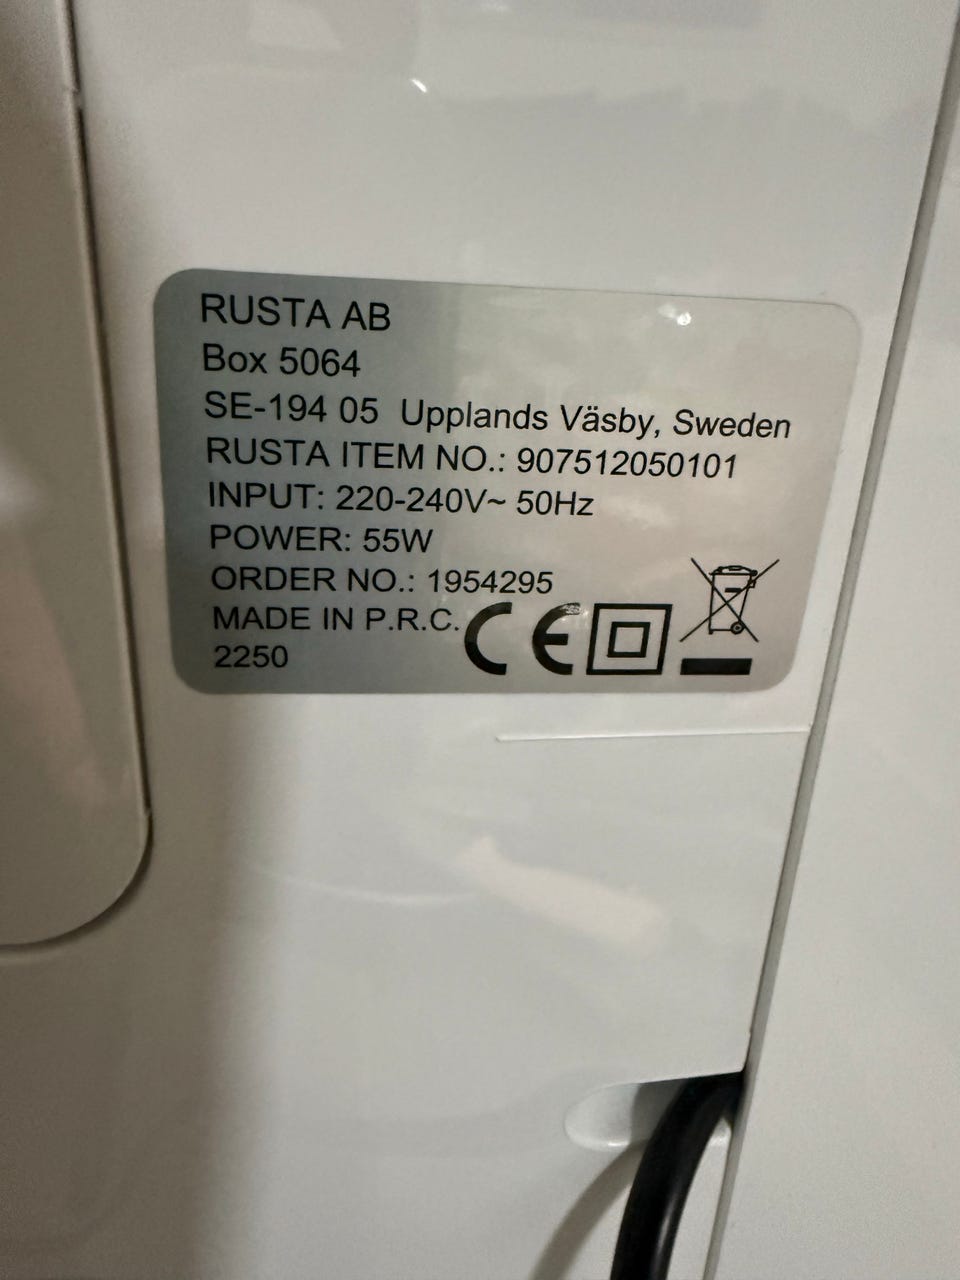 RUSTA AB
Box 5064
SE-194 05 Upplands Väsby, Sweden
RUSTA ITEM NO.: 907512050101
INPUT: 220-240V~ 50Hz
POWER: 55W
ORDER NO.: 1954295
MADE IN P.R.C.
CE
2250